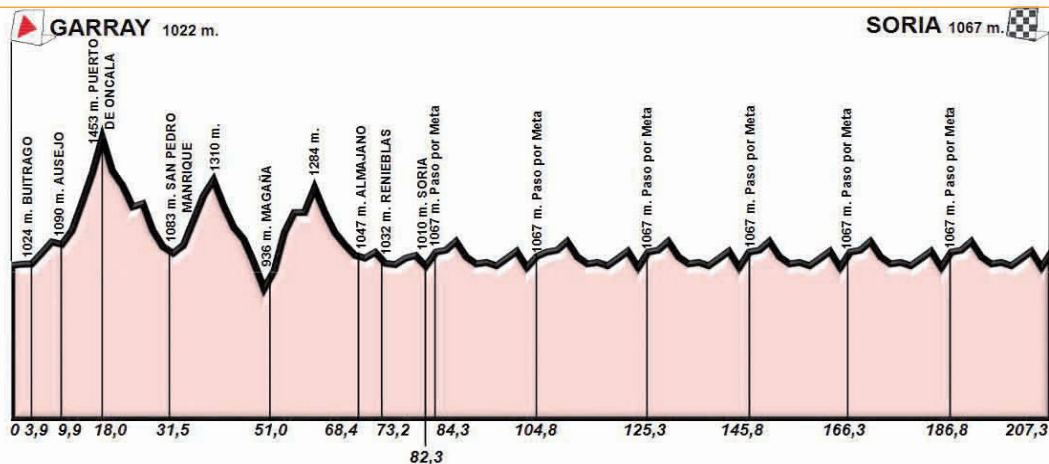 GARRAY 1022 m.
SORIA 1067 m.
1024 m. BUITRAGO
1090 m. AUSEJO
1453 m. PUERTO
DE ONCALA
1083 m. SAN PEDRO
MANRIQUE
1310 m.
936 m. MAGAÑA
1284 m.
1047 m. ALMAJANO
1032 m. RENIEBLAS
1010 m. SORIA
1067 m. Paso por Meta
1067 m. Paso por Meta
1067 m. Paso por Meta
1067 m. Paso por Meta
1067 m. Paso por Meta
1067 m. Paso por Meta
0 3,9 9,9 18,0 31,5 51,0 68,4 73,2 84,3 104,8 125,3 145,8 166,3 186,8 207,3
82,3